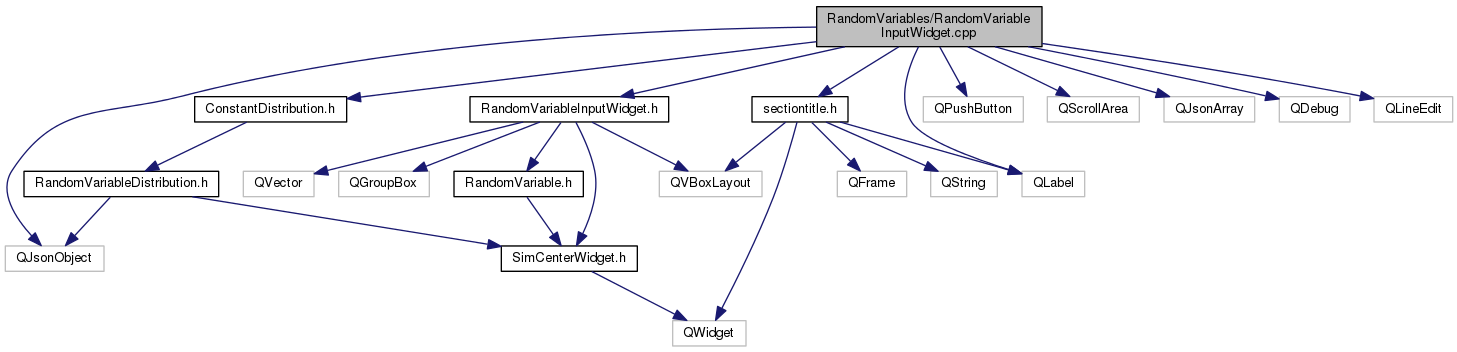 RandomVariables/RandomVariable
InputWidget.cpp
ConstantDistribution.h
RandomVariableInputWidget.h
sectiontitle.h
QPushButton
QScrollArea
QJsonArray
QDebug
QLineEdit
RandomVariableDistribution.h
QVector
QGroupBox
RandomVariable.h
QVBoxLayout
QFrame
QString
QLabel
QJsonObject
SimCenterWidget.h
QWidget